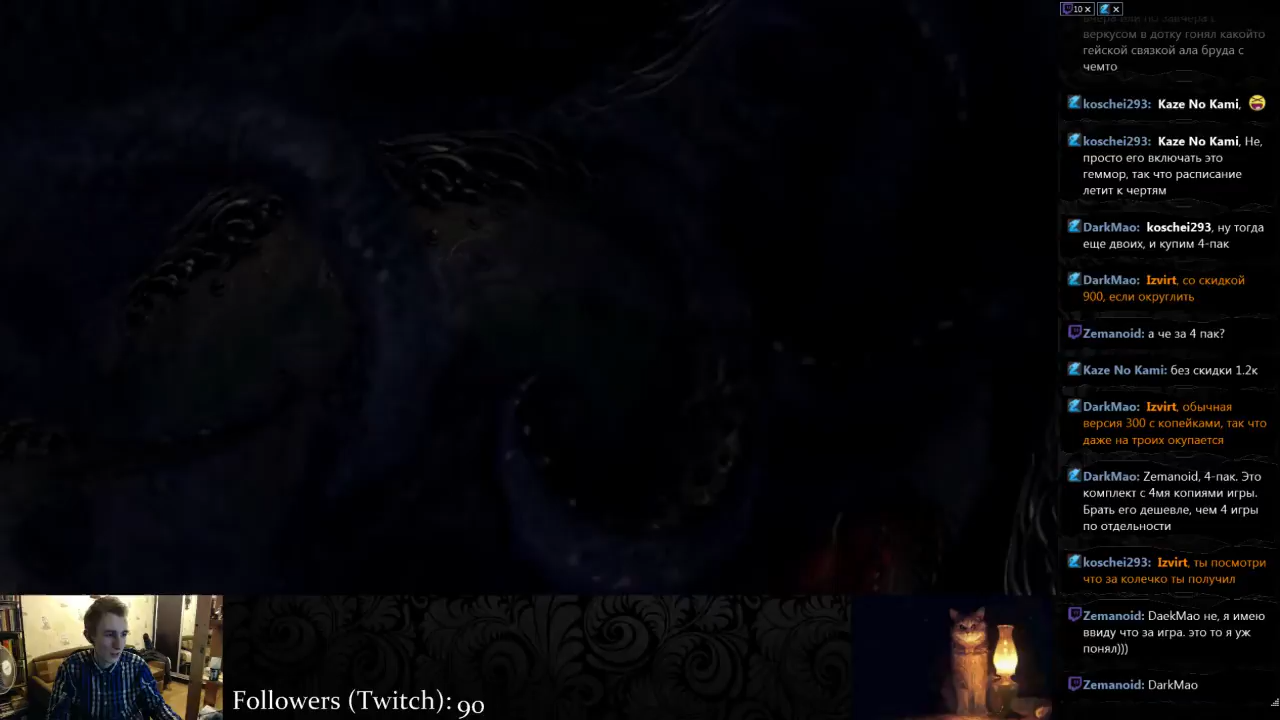 10 ×
×
вчера или по завчера с
веркусом в дотку гонял какойто
гейской связкой ала бруда с
чемто
koschei293: Kaze No Kami,
koschei293: Kaze No Kami, Не,
просто его включать это
геммор, так что расписание
летит к чертям
DarkMao: koschei293, ну тогда
еще двоих, и купим 4-пак
DarkMao: Izvirt, со скидкой
900, если округлить
Zemanoid: а че за 4 пак?
Kaze No Kami: без скидки 1.2к
DarkMao: Izvirt, обычная
версия 300 с копейками, так что
даже на троих окупается
DarkMao: Zemanoid, 4-пак. Это
комплект с 4мя копиями игры.
Брать его дешевле, чем 4 игры
по отдельности
koschei293: Izvirt, ты посмотри
что за колечко ты получил
Zemanoid: DaekMao не, я имею
ввиду что за игра. это то я уж
понял)))
Zemanoid: DarkMao
Followers (Twitch): 90